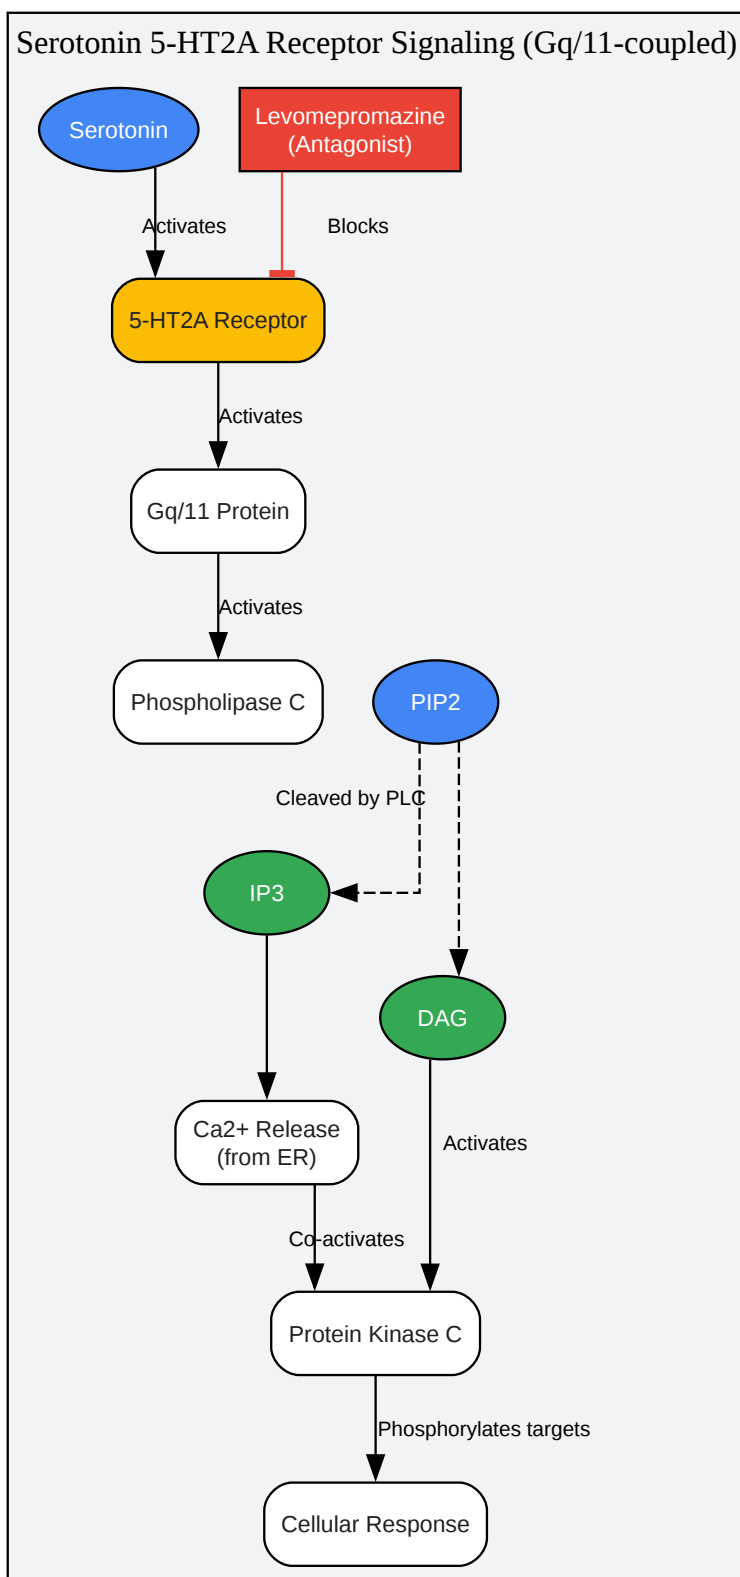 Serotonin 5-HT2A Receptor Signaling (Gq/11-coupled)
Serotonin
Levomepromazine
(Antagonist)
Activates
Blocks
5-HT2A Receptor
Activates
Gq/11 Protein
Activates
Phospholipase C
PIP2
Cleaved by PLC
IP3
DAG
Ca2+ Release
(from ER)
Activates
Co-activates
Protein Kinase C
Phosphorylates targets
Cellular Response